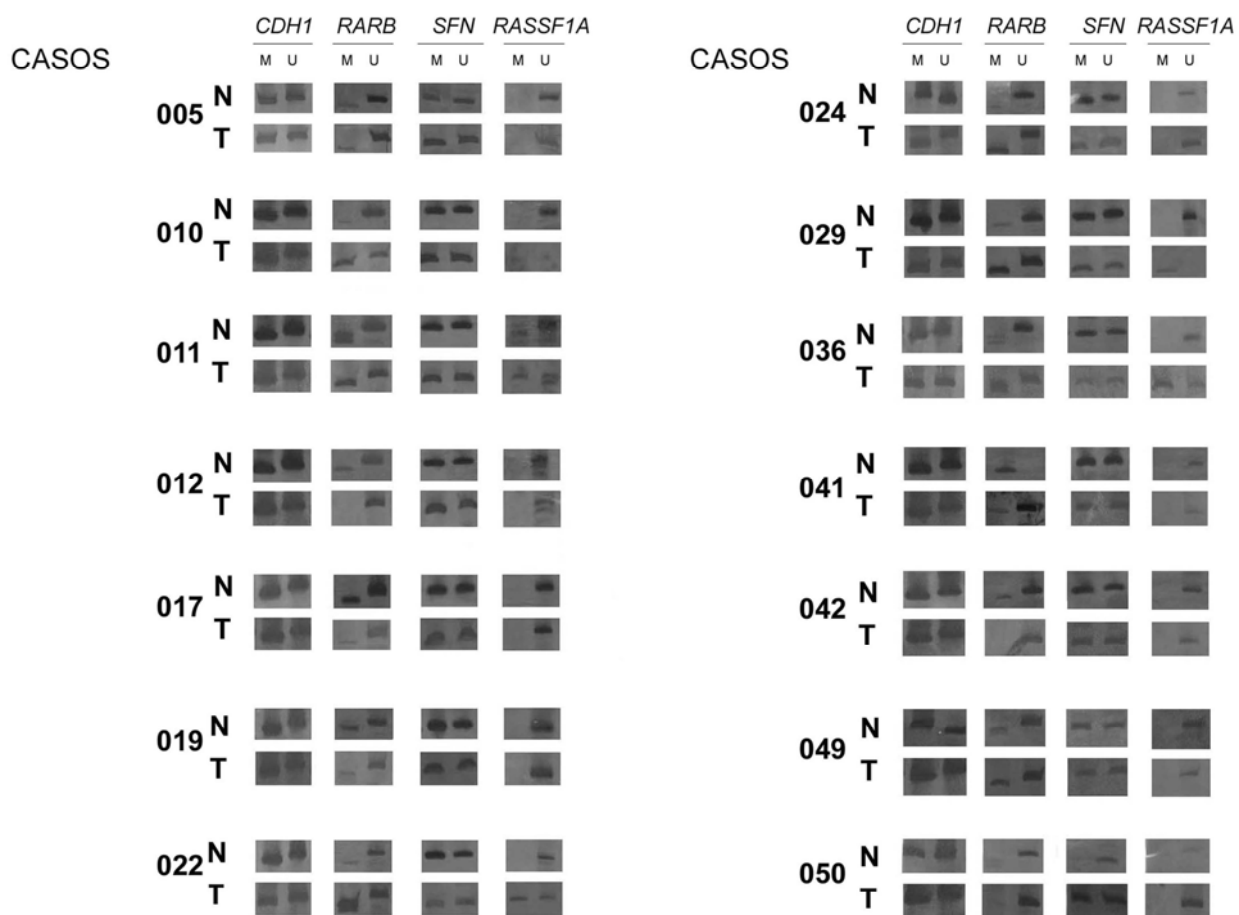 CDH1 RARB SFN RASSF1A
M U M U M U M U
CASOS
005 N
T
010 N
T
011 N
T
012 N
T
017 N
T
019 N
T
022 N
T
CDH1 RARB SFN RASSF1A
M U M U M U M U
CASOS
024 N
T
029 N
T
036 N
T
041 N
T
042 N
T
049 N
T
050 N
T